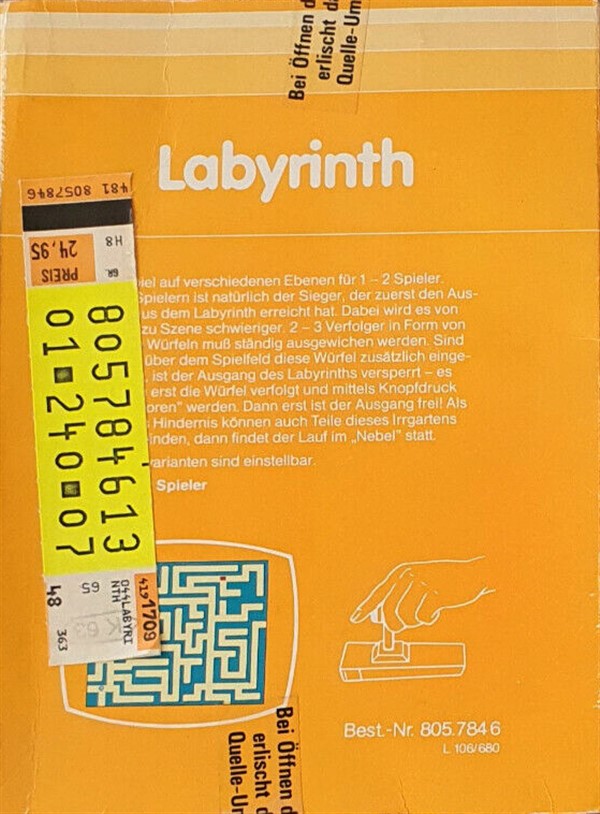 Bei Öffnen d
erlischt d
Quelle-Um
Labyrinth
481 8057846
H8
24,95
GR.
PREIS
805784613
01 240 07
65
044LABYRI
NTH
4291709
K 63
48
363
iel auf verschiedenen Ebenen für 1 – 2 Spieler.
Spielern ist natürlich der Sieger, der zuerst den Aus-
us dem Labyrinth erreicht hat. Dabei wird es von
zu Szene schwieriger. 2 – 3 Verfolger in Form von
Würfeln muß ständig ausgewichen werden. Sind
über dem Spielfeld diese Würfel zusätzlich einge-
, ist der Ausgang des Labyrinths versperrt – es
erst die Würfel verfolgt und mittels Knopfdruck
oren" werden. Dann erst ist der Ausgang frei! Als
Hindernis können auch Teile dieses Irrgartens
inden, dann findet der Lauf im „Nebel" statt.
varianten sind einstellbar.
Spieler
Best.-Nr. 805.784 6
L 106/680
Bei Öffnen d
erlischt d
Quelle-Um